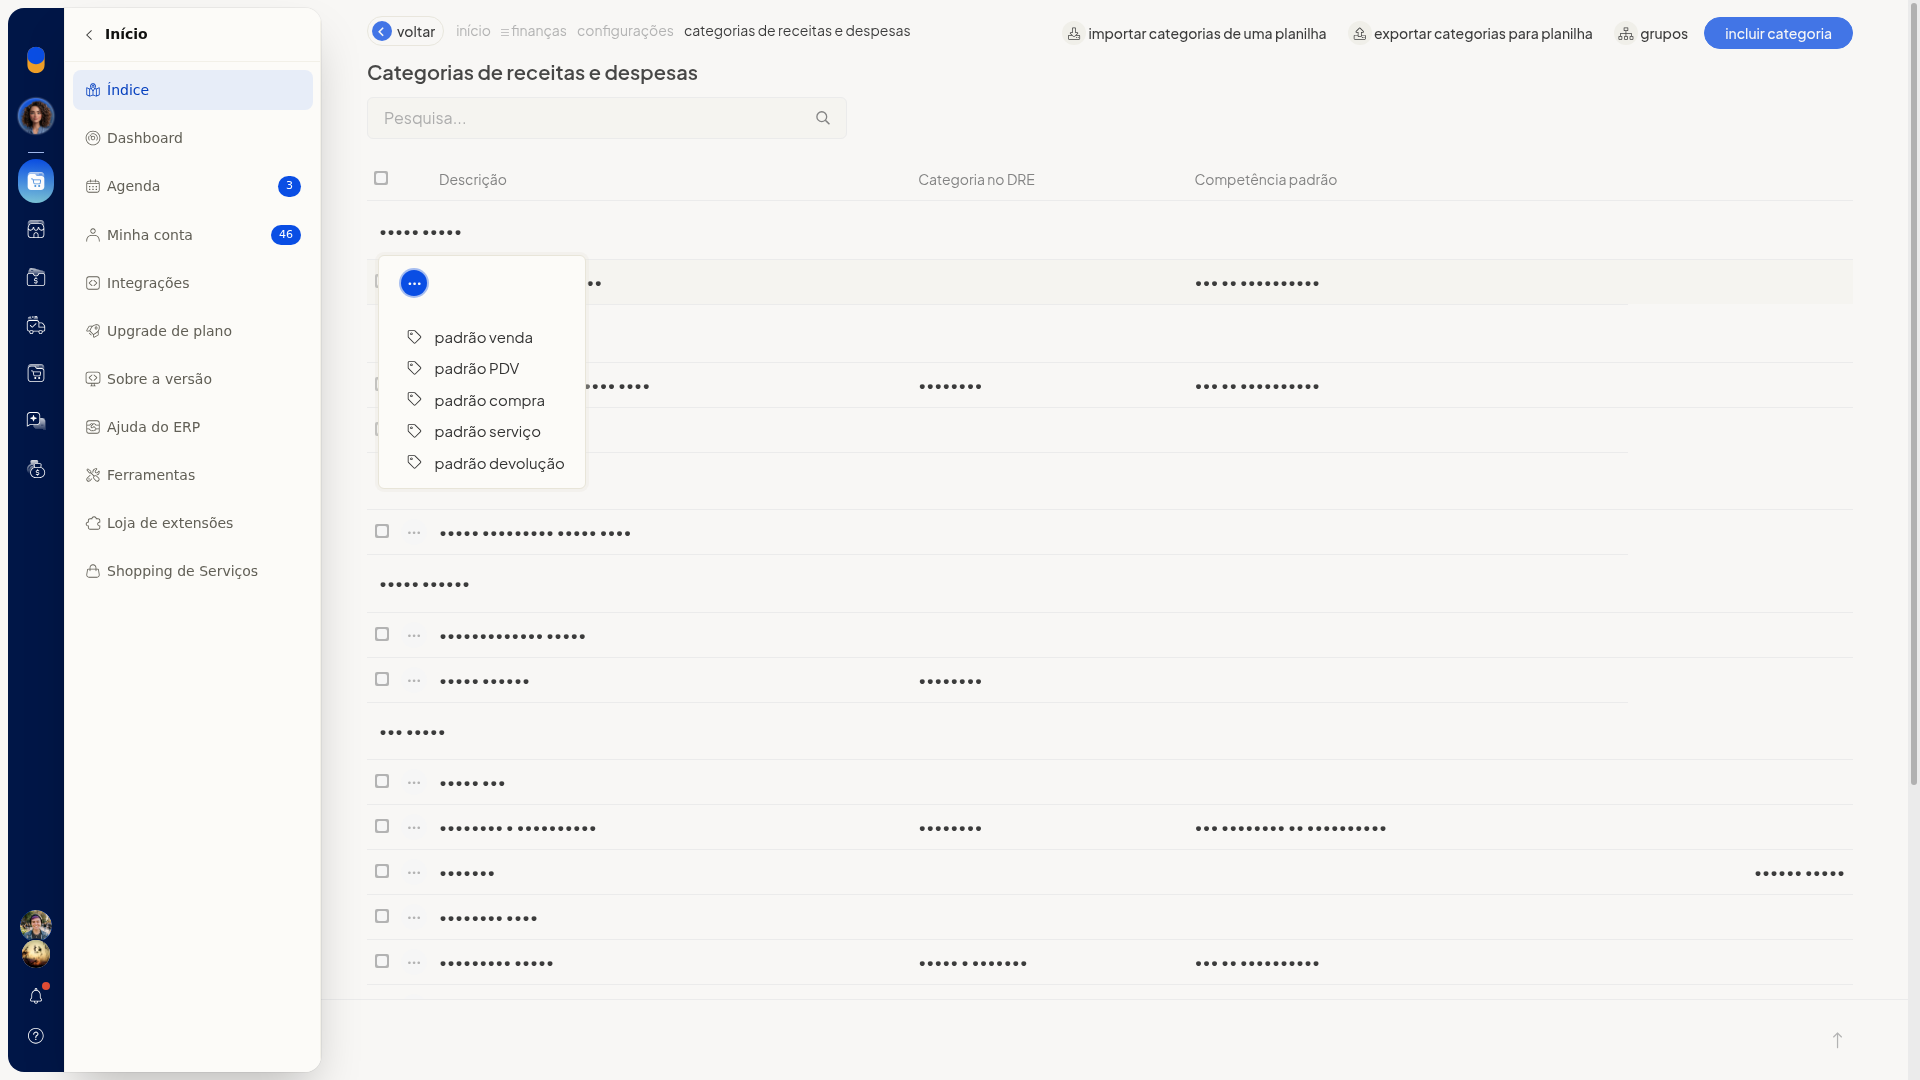 Início
Índice
Dashboard
Agenda 3
Minha conta 46
Integrações
Upgrade de plano
Sobre a versão
Ajuda do ERP
Ferramentas
Loja de extensões
Shopping de Serviços
voltar início finanças configurações categorias de receitas e despesas
importar categorias de uma planilha exportar categorias para planilha grupos incluir categoria
Categorias de receitas e despesas
Pesquisa...
Descrição Categoria no DRE Competência padrão
padrão venda
padrão PDV
padrão compra
padrão serviço
padrão devolução